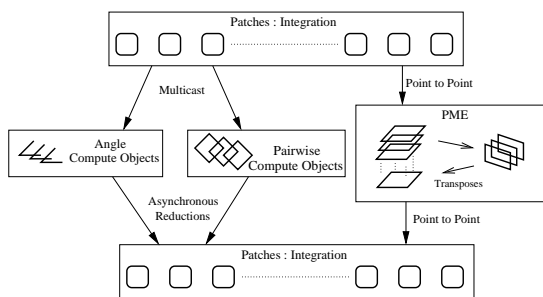 Patches : Integration
Multicast
Point to Point
PME
Angle
Compute Objects
Pairwise
Compute Objects
Transposes
Asynchronous
Reductions
Point to Point
Patches : Integration